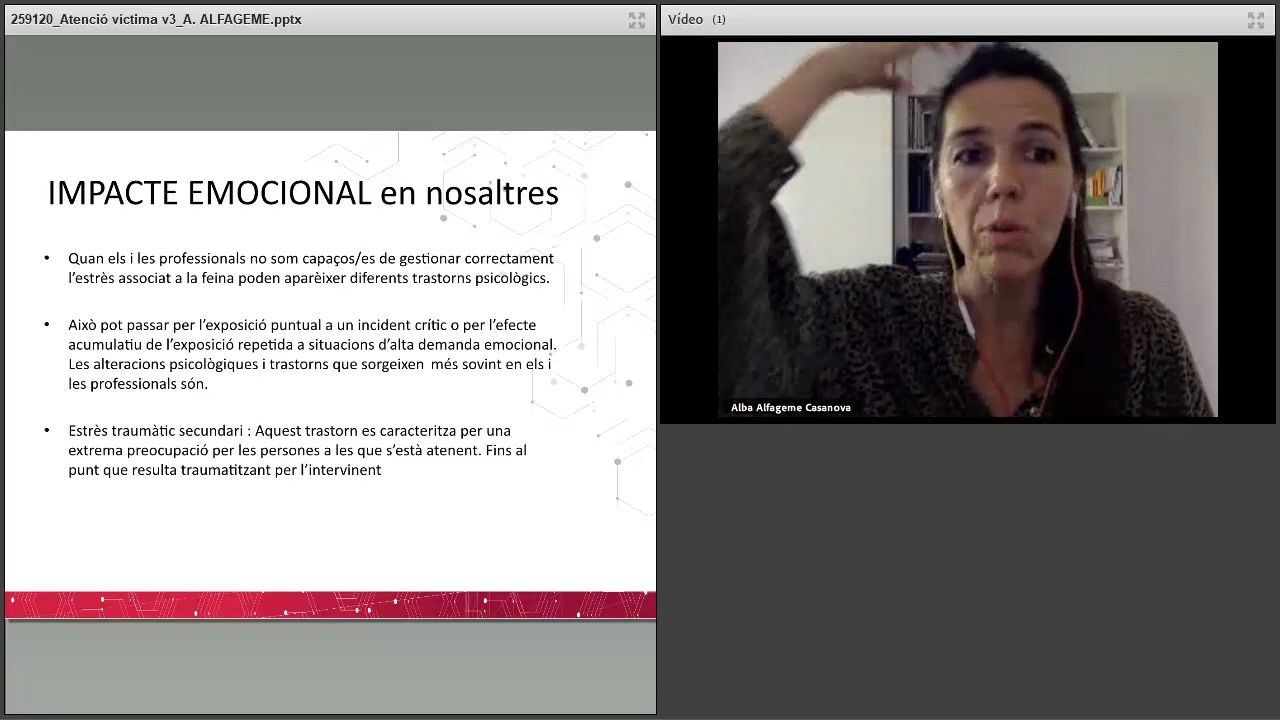 259120_Atenció víctima v3_A. ALFAGEME.pptx
Vídeo (1)
IMPACTE EMOCIONAL en nosaltres
• Quan els i les professionals no som capaços/es de gestionar correctament
l’estrès associat a la feina poden aparèixer diferents trastorns psicològics.
• Això pot passar per l’exposició puntual a un incident crític o per l’efecte
acumulatiu de l’exposició repetida a situacions d’alta demanda emocional.
Les alteracions psicològiques i trastorns que sorgeixen més sovint en els i
les professionals són.
• Estrès traumàtic secundari : Aquest trastorn es caracteritza per una
extrema preocupació per les persones a les que s’està atenent. Fins al
punt que resulta traumatitzant per l’intervinent
Alba Alfageme Casanova